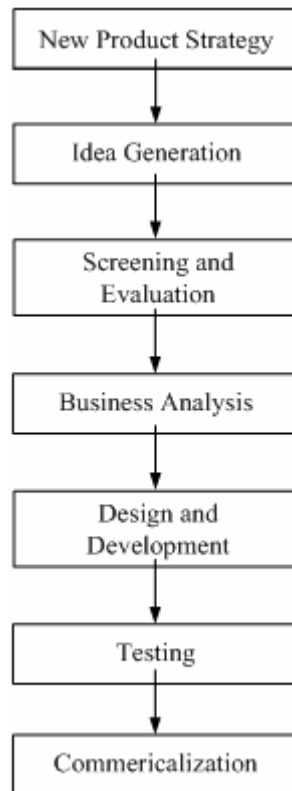 New Product Strategy
Idea Generation
Screening and
Evaluation
Business Analysis
Design and
Development
Testing
Commericalization